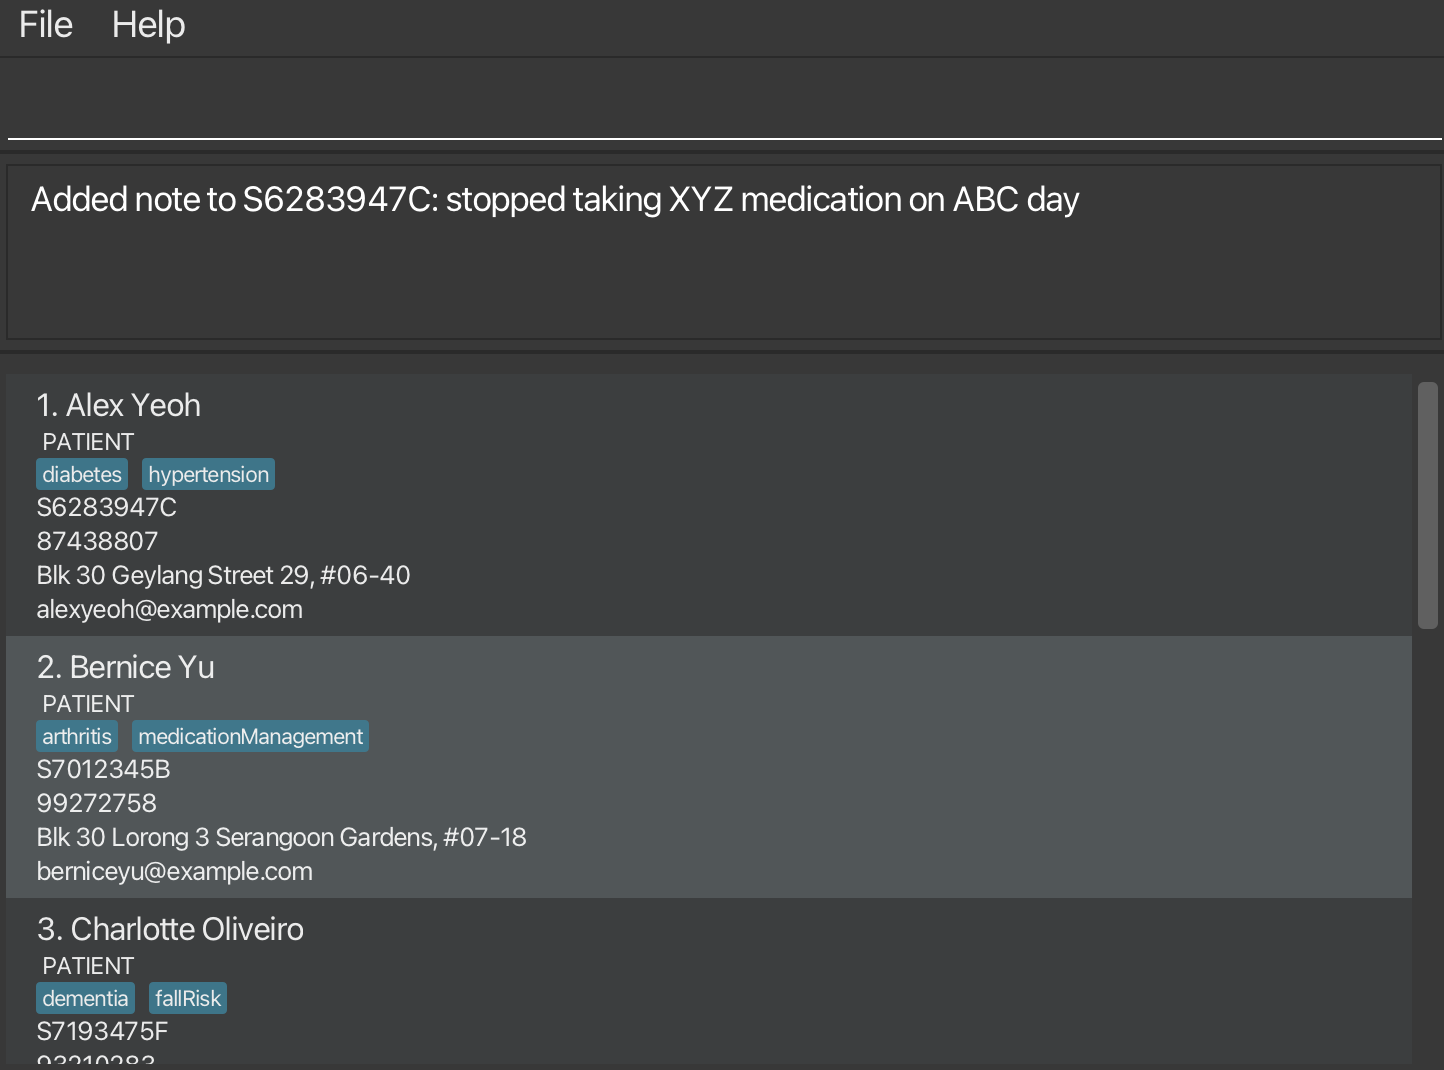 File Help
Added note to S6283947C: stopped taking XYZ medication on ABC day
1. Alex Yeoh
PATIENT
diabetes hypertension
S6283947C
87438807
Blk 30 Geylang Street 29, #06-40
alexyeoh@example.com
2. Bernice Yu
PATIENT
arthritis medicationManagement
S7012345B
99272758
Blk 30 Lorong 3 Serangoon Gardens, #07-18
berniceyu@example.com
3. Charlotte Oliveiro
PATIENT
dementia fallRisk
S7193475F